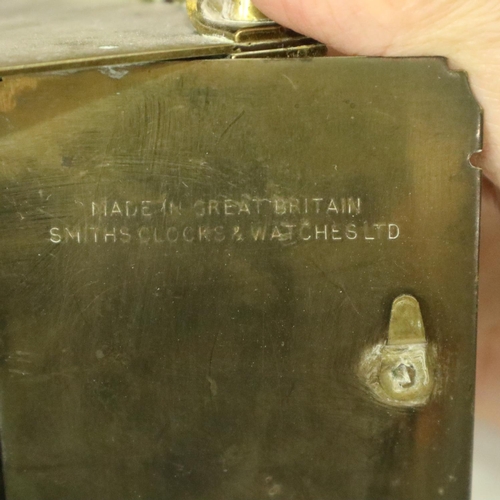 MADE IN GREAT BRITAIN
SMITHS CLOCKS & WATCHES LTD